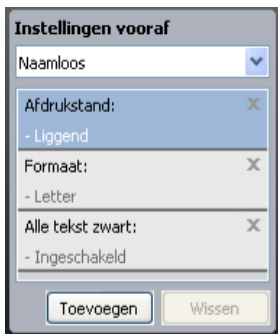 Instellingen vooraf
Naamloos
Afdrukstand:
- Liggend
Formaat:
- Letter
Alle tekst zwart:
- Ingeschakeld
Toevoegen
Wissen